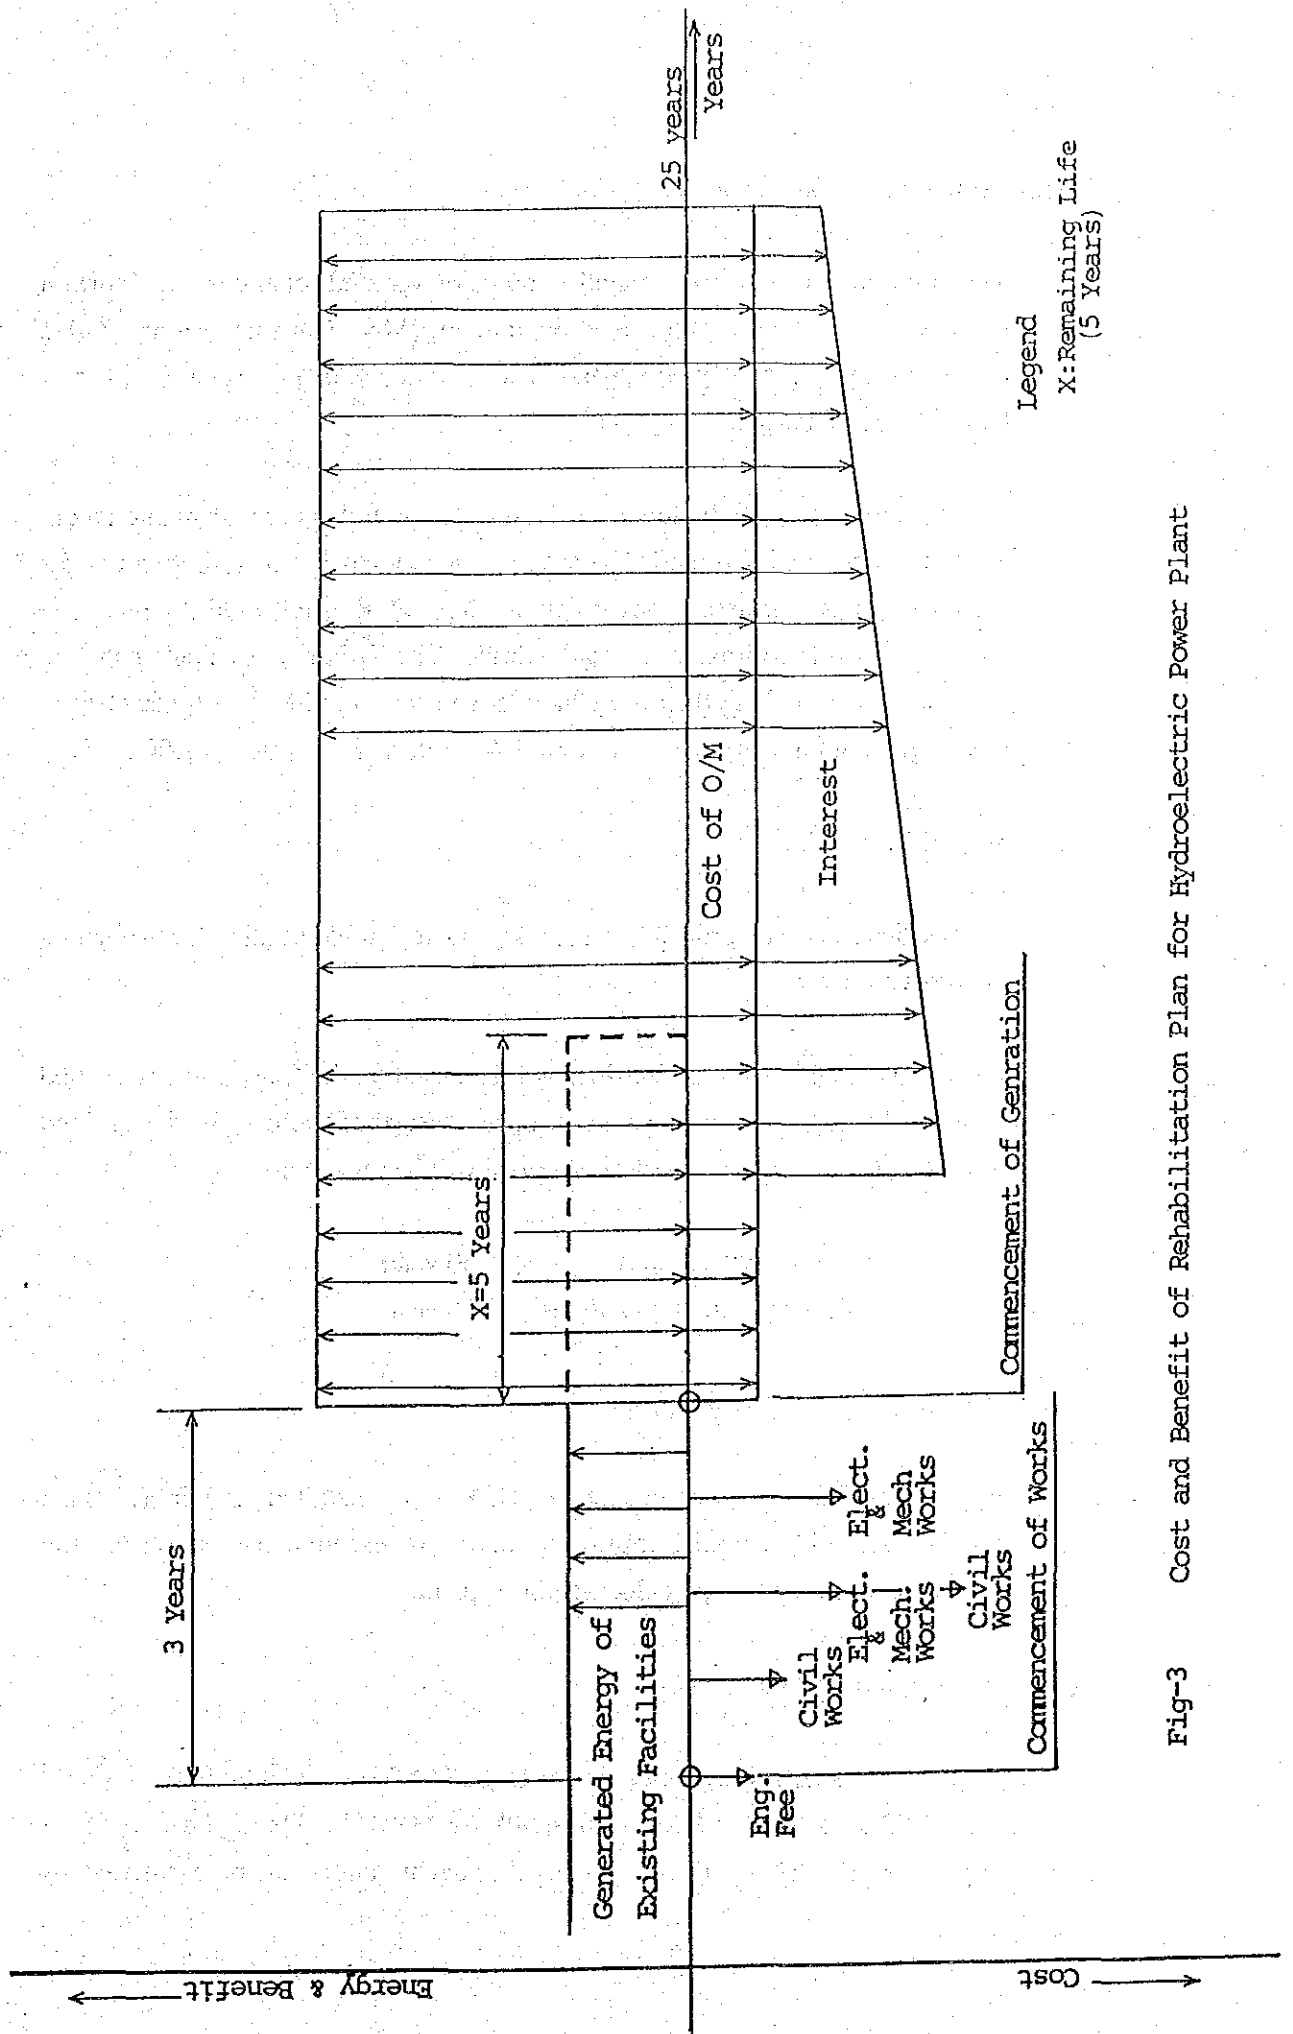 Energy & Benefit
Cost
3 Years
Generated Energy of
Existing Facilities
X=5 Years
25 years
Years
Cost of O/M
Interest
Eng.
Fee
Civil
Works
Elect.
&
Mech.
Works
Civil
Works
Elect.
&
Mech
Works
Commencement of Works
Commencement of Genration
Legend
X:Remaining Life
(5 Years)
Fig-3 Cost and Benefit of Rehabilitation Plan for Hydroelectric Power Plant